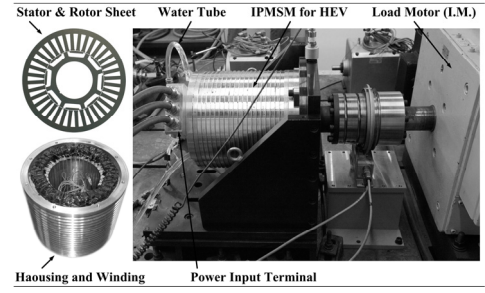 Stator & Rotor Sheet
Water Tube
IPMSM for HEV
Load Motor (I.M.)
Haousing and Winding
Power Input Terminal